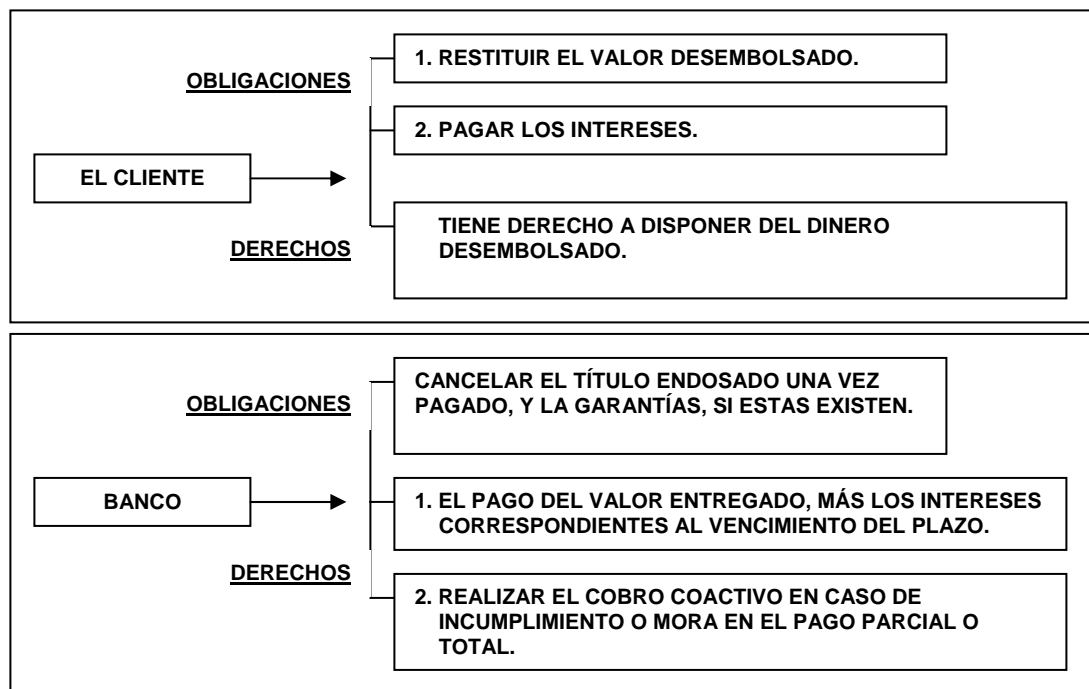 OBLIGACIONES
1. RESTITUIR EL VALOR DESEMBOLSADO.
2. PAGAR LOS INTERESES.
EL CLIENTE
DERECHOS
TIENE DERECHO A DISPONER DEL DINERO
DESEMBOLSADO.
OBLIGACIONES
CANCELAR EL TÍTULO ENDOSADO UNA VEZ
PAGADO, Y LA GARANTÍAS, SI ESTAS EXISTEN.
BANCO
1. EL PAGO DEL VALOR ENTREGADO, MÁS LOS INTERESES
CORRESPONDIENTES AL VENCIMIENTO DEL PLAZO.
DERECHOS
2. REALIZAR EL COBRO COACTIVO EN CASO DE
INCUMPLIMIENTO O MORA EN EL PAGO PARCIAL O
TOTAL.